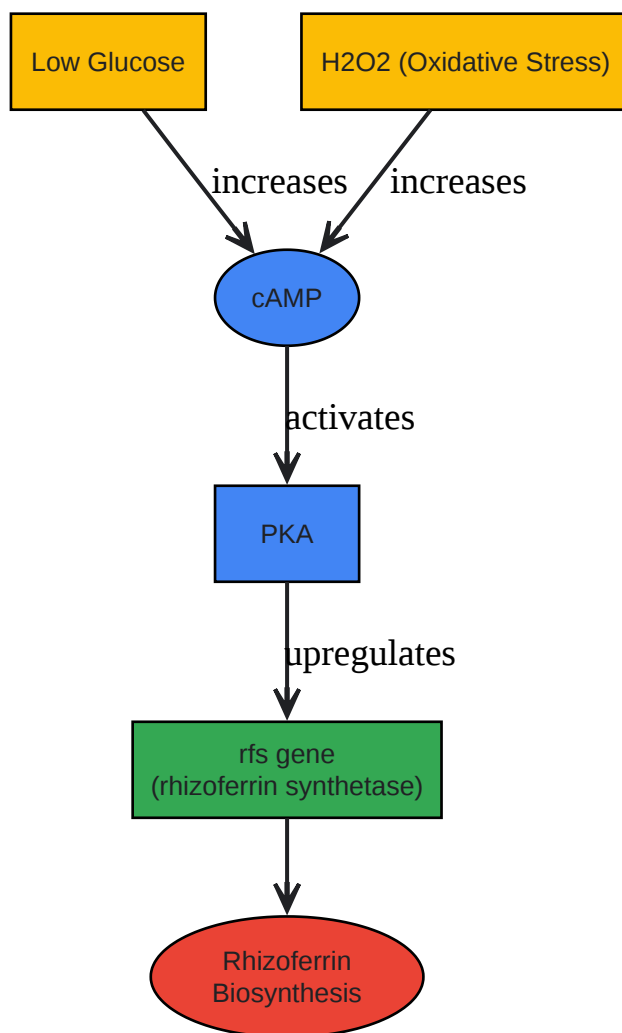 Low Glucose
H2O2 (Oxidative Stress)
increases
increases
cAMP
activates
PKA
upregulates
rfs gene
(rhizoferrin synthetase)
Rhizoferrin
Biosynthesis